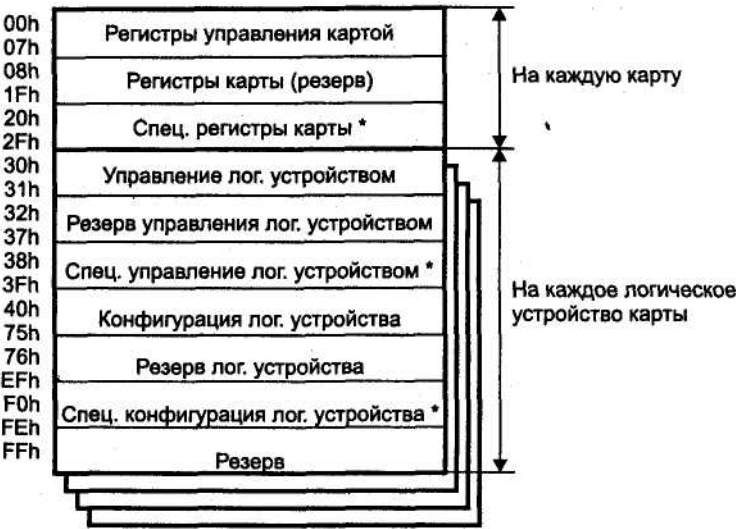 00h
07h
Регистры управления картой
08h
1Fh
Регистры карты (резерв)
20h
2Fh
Спец. регистры карты *
На каждую карту
30h
31h
Управление лог. устройством
32h
37h
Резерв управления лог. устройством
38h
3Fh
Спец. управление лог. устройством *
40h
75h
Конфигурация лог. устройства
76h
EFh
Резерв лог. устройства
F0h
FEh
Спец. конфигурация лог. устройства *
FFh
Резерв
На каждое логическое
устройство карты